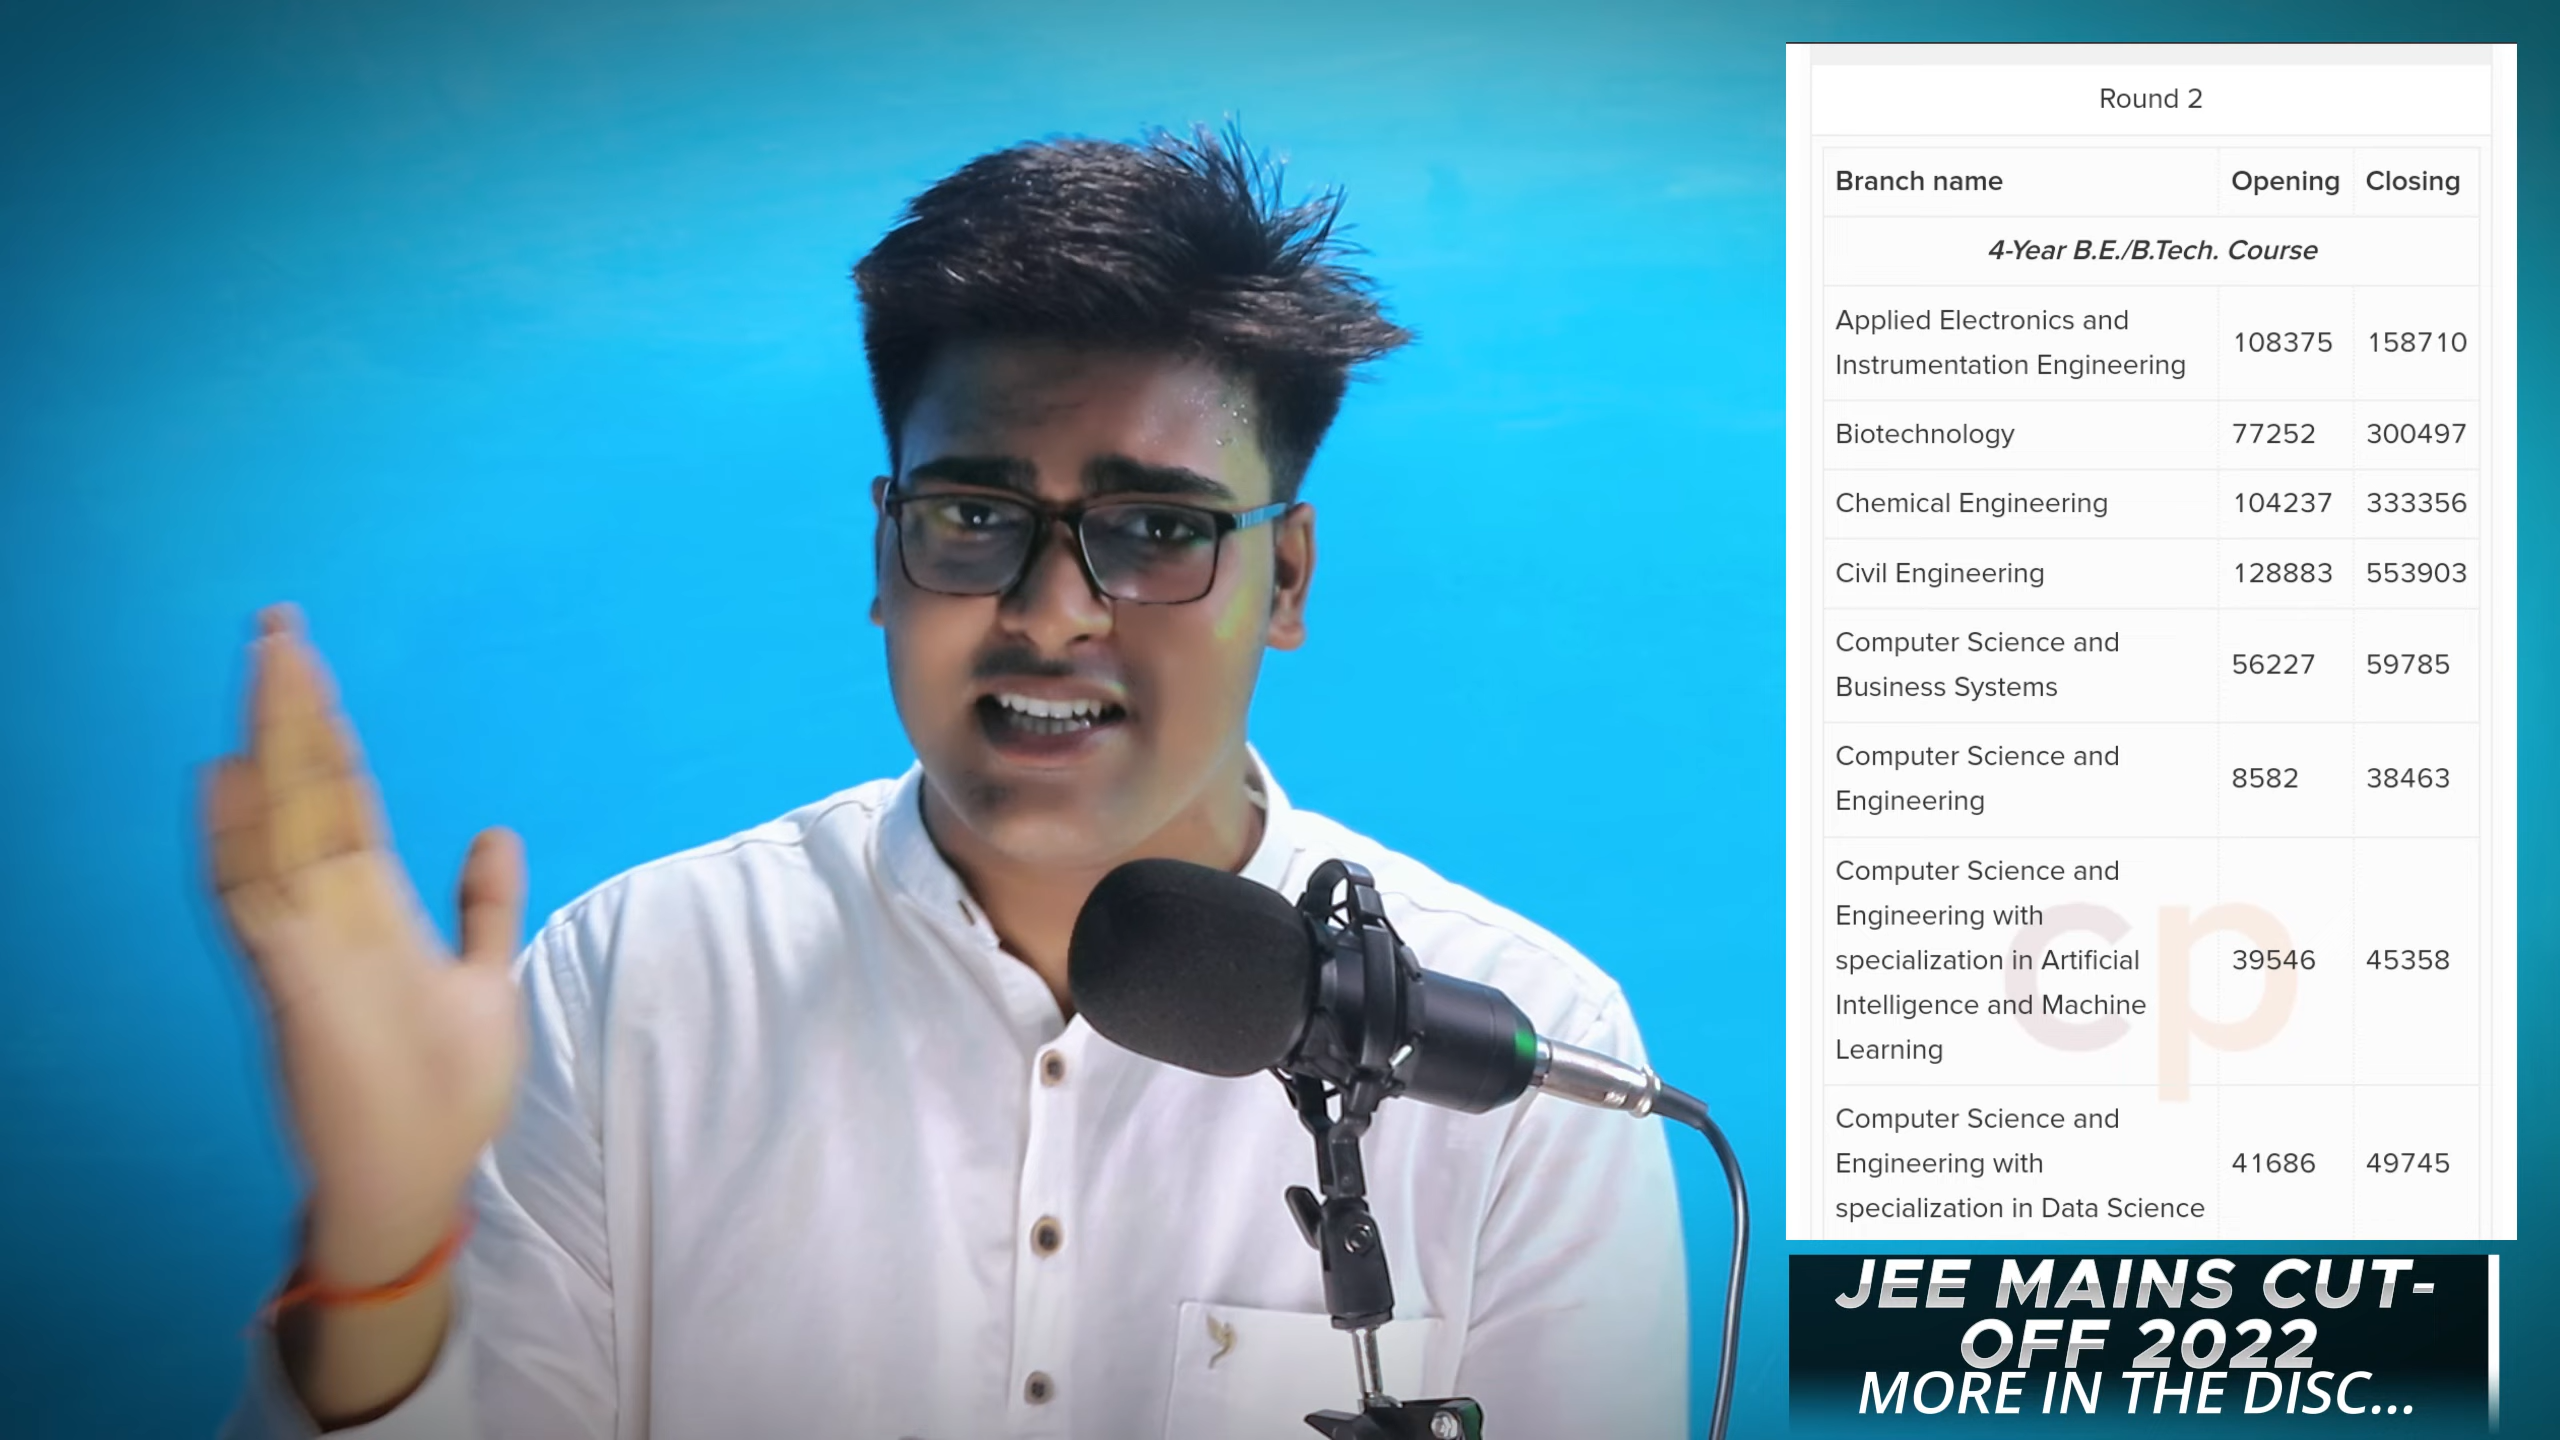 Round 2
Branch name Opening Closing
4-Year B.E./B.Tech. Course
Applied Electronics and
Instrumentation Engineering 108375 158710
Biotechnology 77252 300497
Chemical Engineering 104237 333356
Civil Engineering 128883 553903
Computer Science and
Business Systems 56227 59785
Computer Science and
Engineering 8582 38463
Computer Science and
Engineering with
specialization in Artificial 39546 45358
Intelligence and Machine
Learning
Computer Science and
Engineering with 41686 49745
specialization in Data Science
cp
JEE MAINS CUT-
OFF 2022
MORE IN THE DISC...